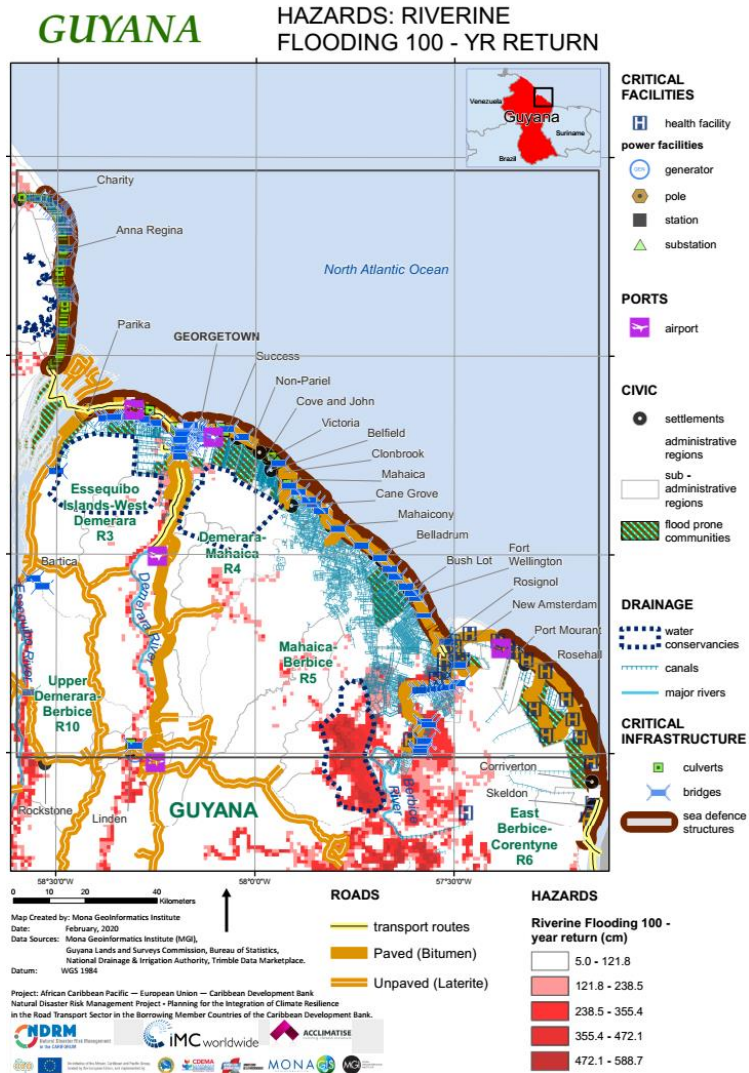 GUYANA
HAZARDS: RIVERINE
FLOODING 100 - YR RETURN
Venezuela
Guyana
Suriname
Brazil
Charity
Anna Regina
North Atlantic Ocean
Parika
GEORGETOWN
Success
Non-Pariel
Cove and John
Victoria
Belfield
Clonbrook
Mahaica
Cane Grove
Mahaicony
Belladrum
Bush Lot
Fort
Wellington
Rosignol
New Amsterdam
Port Mourant
Rosehall
Essequibo
Islands-West
Demerara
R3
Demerara-
Mahaica
R4
Bartica
Essequibo River
Demerara River
Mahaica-
Berbice
R5
Upper
Demerara-
Berbice
R10
Rockstone
Linden
GUYANA
Berbice
River
Corriverton
Skeldon
East
Berbice-
Corentyne
R6
58°30'0"W
58°0'0"W
57°30'0"W
CRITICAL
FACILITIES
health facility
power facilities
GEN
generator
pole
station
substation
PORTS
airport
CIVIC
settlements
administrative
regions
sub -
administrative
regions
flood prone
communities
DRAINAGE
water
conservancies
canals
major rivers
CRITICAL
INFRASTRUCTURE
culverts
bridges
sea defence
structures
0 10 20 40
Kilometers
Map Created by: Mona GeoInformatics Institute
Date: February, 2020
Data Sources: Mona Geoinformatics Institute (MGI),
Guyana Lands and Surveys Commission, Bureau of Statistics,
National Drainage & Irrigation Authority, Trimble Data Marketplace.
Datum: WGS 1984
Project: African Caribbean Pacific — European Union — Caribbean Development Bank
Natural Disaster Risk Management Project - Planning for the Integration of Climate Resilience
in the Road Transport Sector in the Borrowing Member Countries of the Caribbean Development Bank.
ROADS
transport routes
Paved (Bitumen)
Unpaved (Laterite)
HAZARDS
Riverine Flooding 100 -
year return (cm)
5.0 - 121.8
121.8 - 238.5
238.5 - 355.4
355.4 - 472.1
472.1 - 588.7
NDRM
iMC worldwide
ACCLIMATISE
CDEMA
MONA GIS
MGI